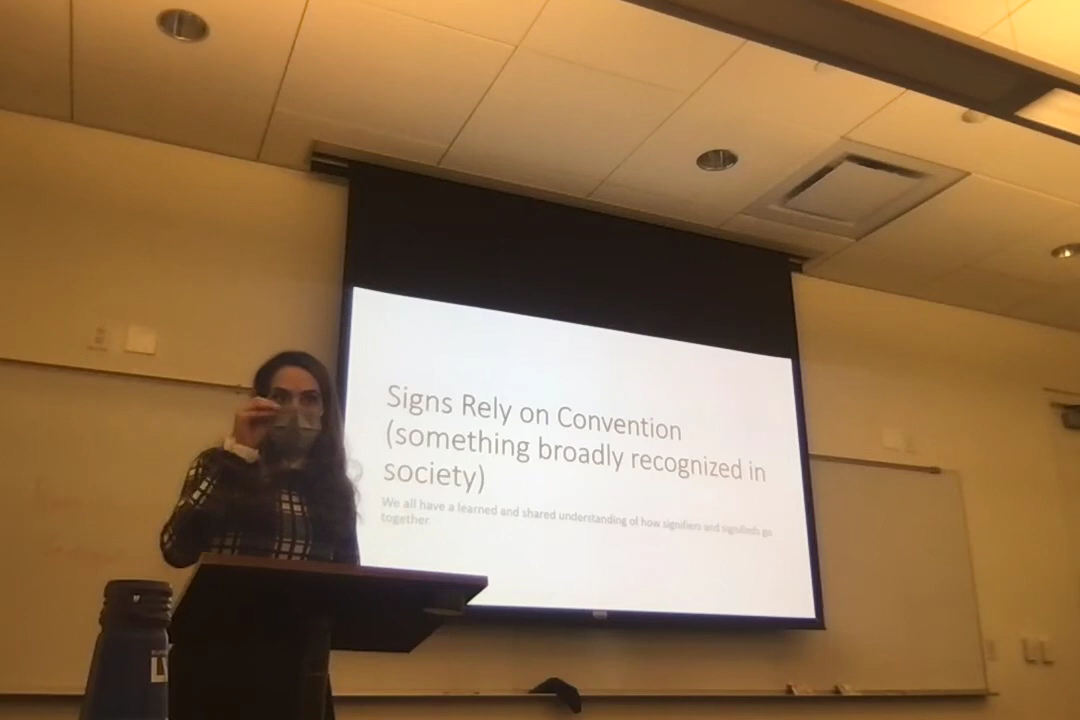 Signs Rely on Convention
(something broadly recognized in
society)
We all have a learned and shared understanding of how signifiers and signifieds go
together.